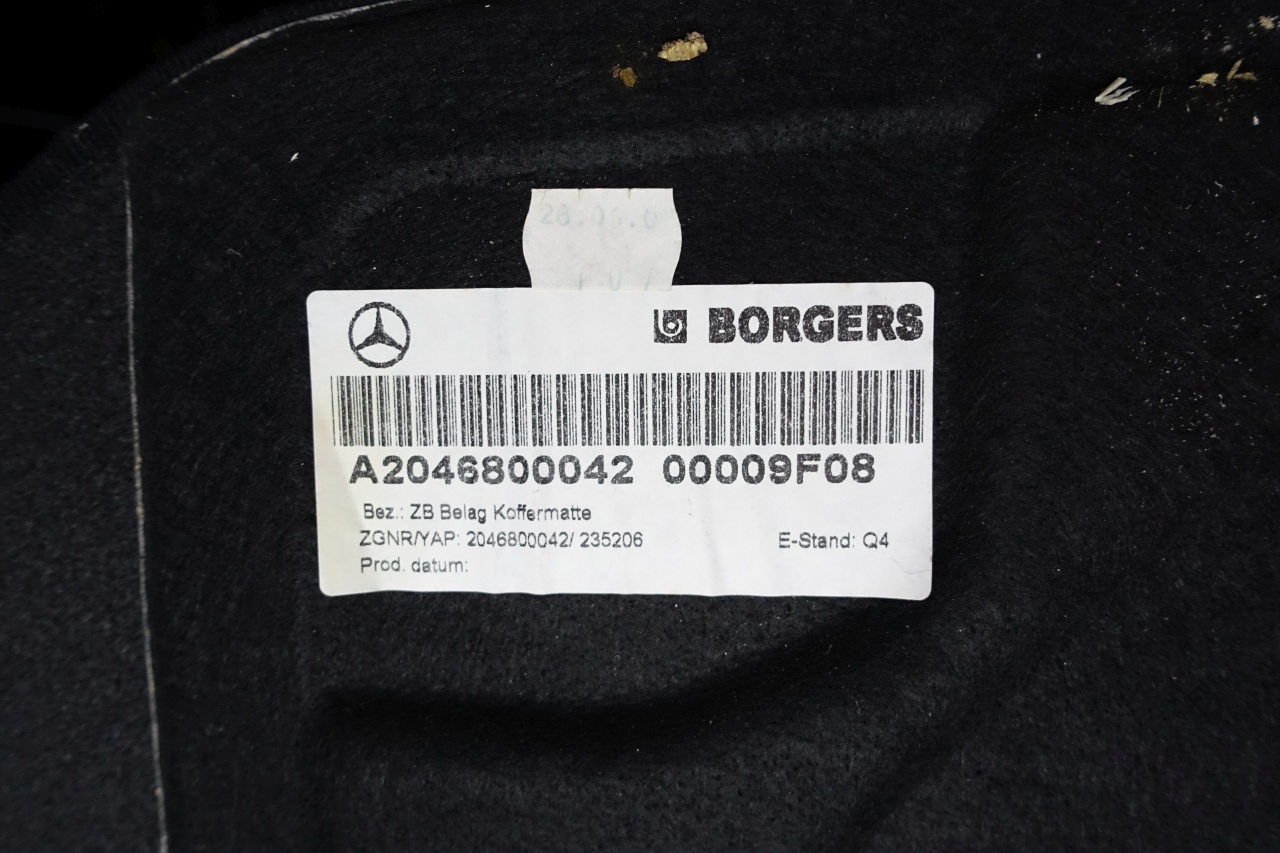 BORGERS
A2046800042 00009F08
Bez.: ZB Belag Koffermatte
ZGNR/YAP: 2046800042/ 235206 E-Stand: Q4
Prod. datum: